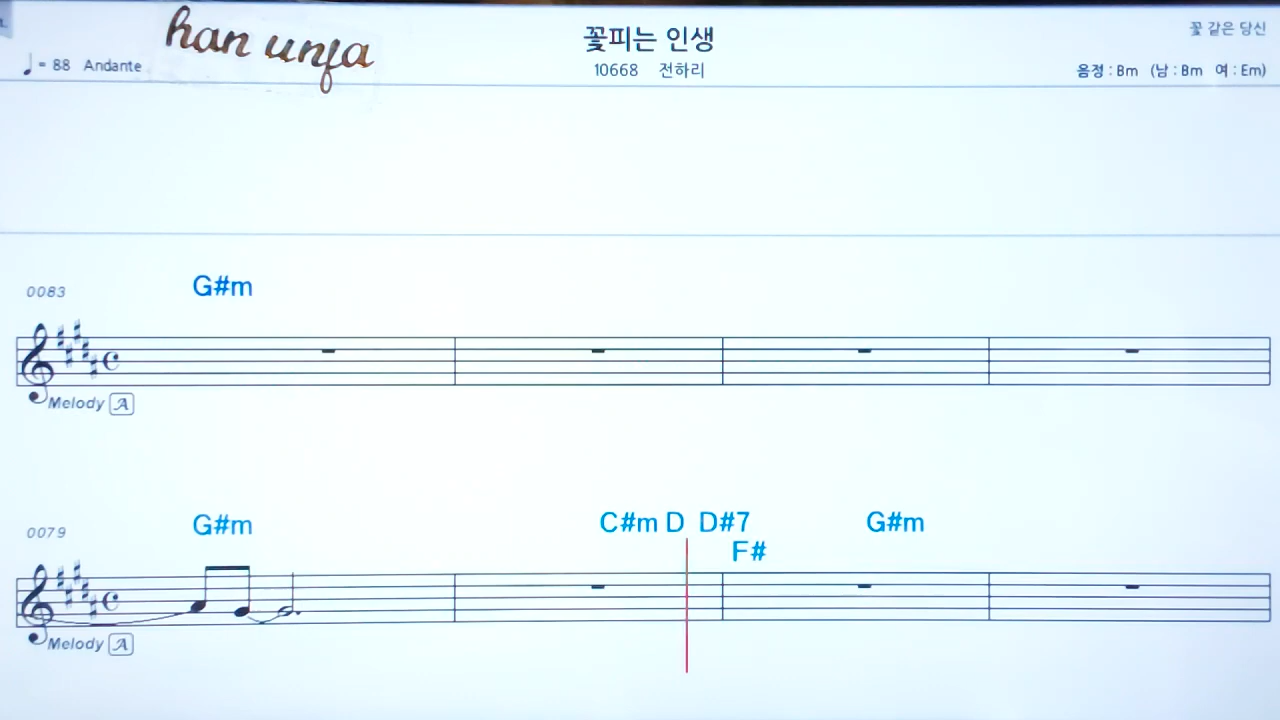 han unja
꽃피는 인생
꽃 같은 당신
♩ = 88 Andante
10668 전하리
음정 : Bm (남 : Bm 여 : Em)
0083
G#m
Melody A
0079
G#m C#m D D#7 G#m
F#
Melody A